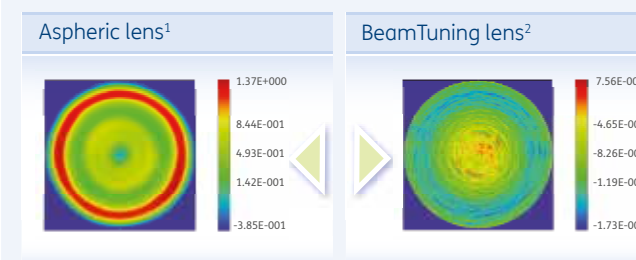 Aspheric lens¹
BeamTuning lens²
1.37E+000
8.44E-001
4.93E-001
1.42E-001
-3.85E-001
7.56E-00
-4.65E-00
-8.26E-00
-1.19E-00
-1.73E-00